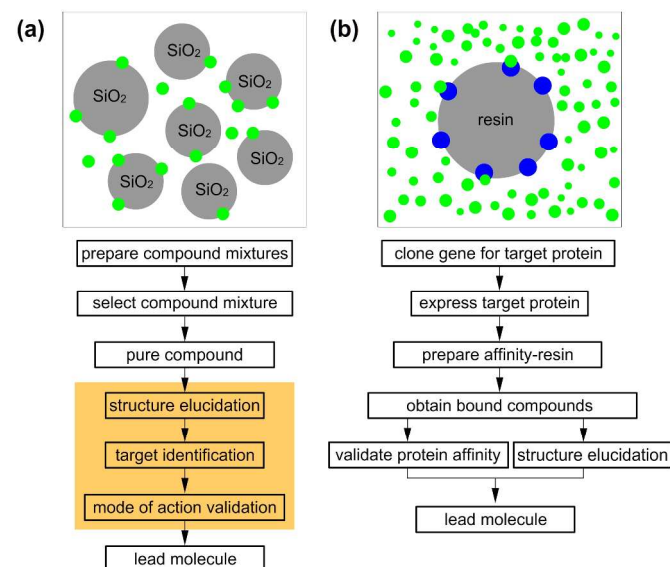 (a)
SiO2
SiO2
SiO2
SiO2
SiO2
SiO2
SiO2
prepare compound mixtures
select compound mixture
pure compound
structure elucidation
target identification
mode of action validation
lead molecule
(b)
resin
clone gene for target protein
express target protein
prepare affinity-resin
obtain bound compounds
validate protein affinity
structure elucidation
lead molecule